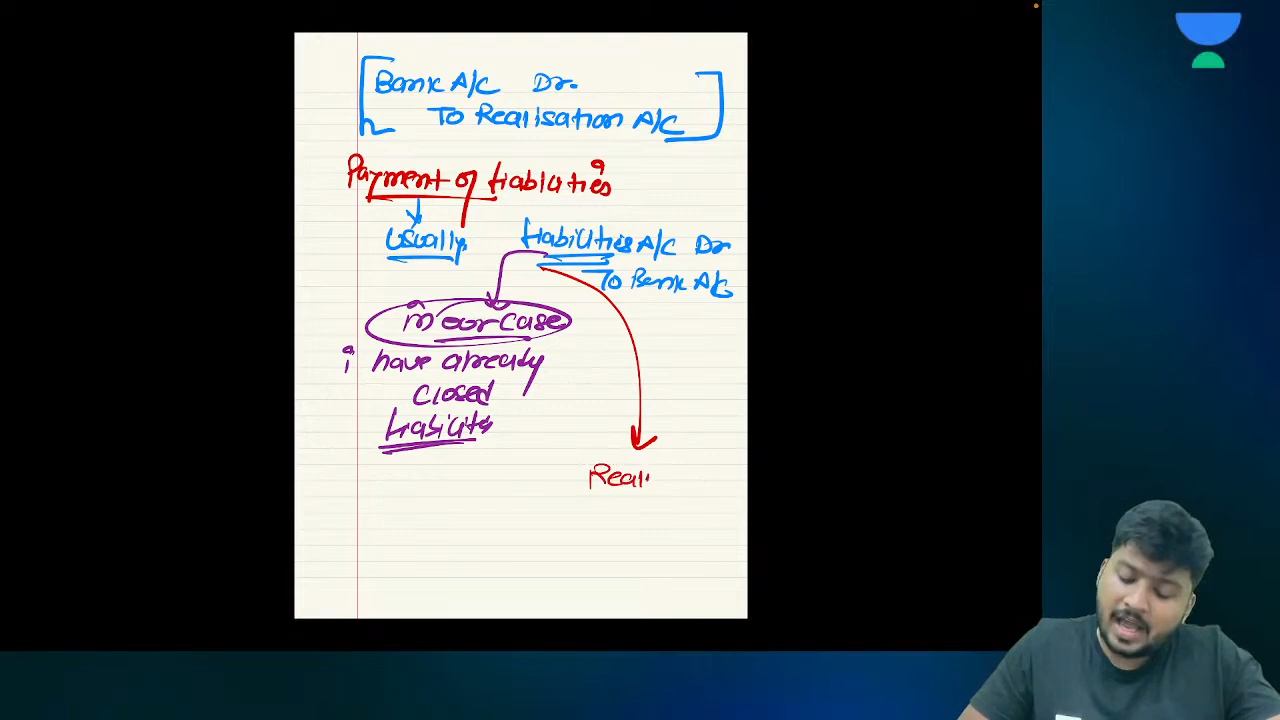 Bank A/C Dr.
To Realisation A/C
Payment of Liabilities
Usually Liabilities A/C Dr
To Bank A/C
in our case
i have already
closed
Liabilities
Reali